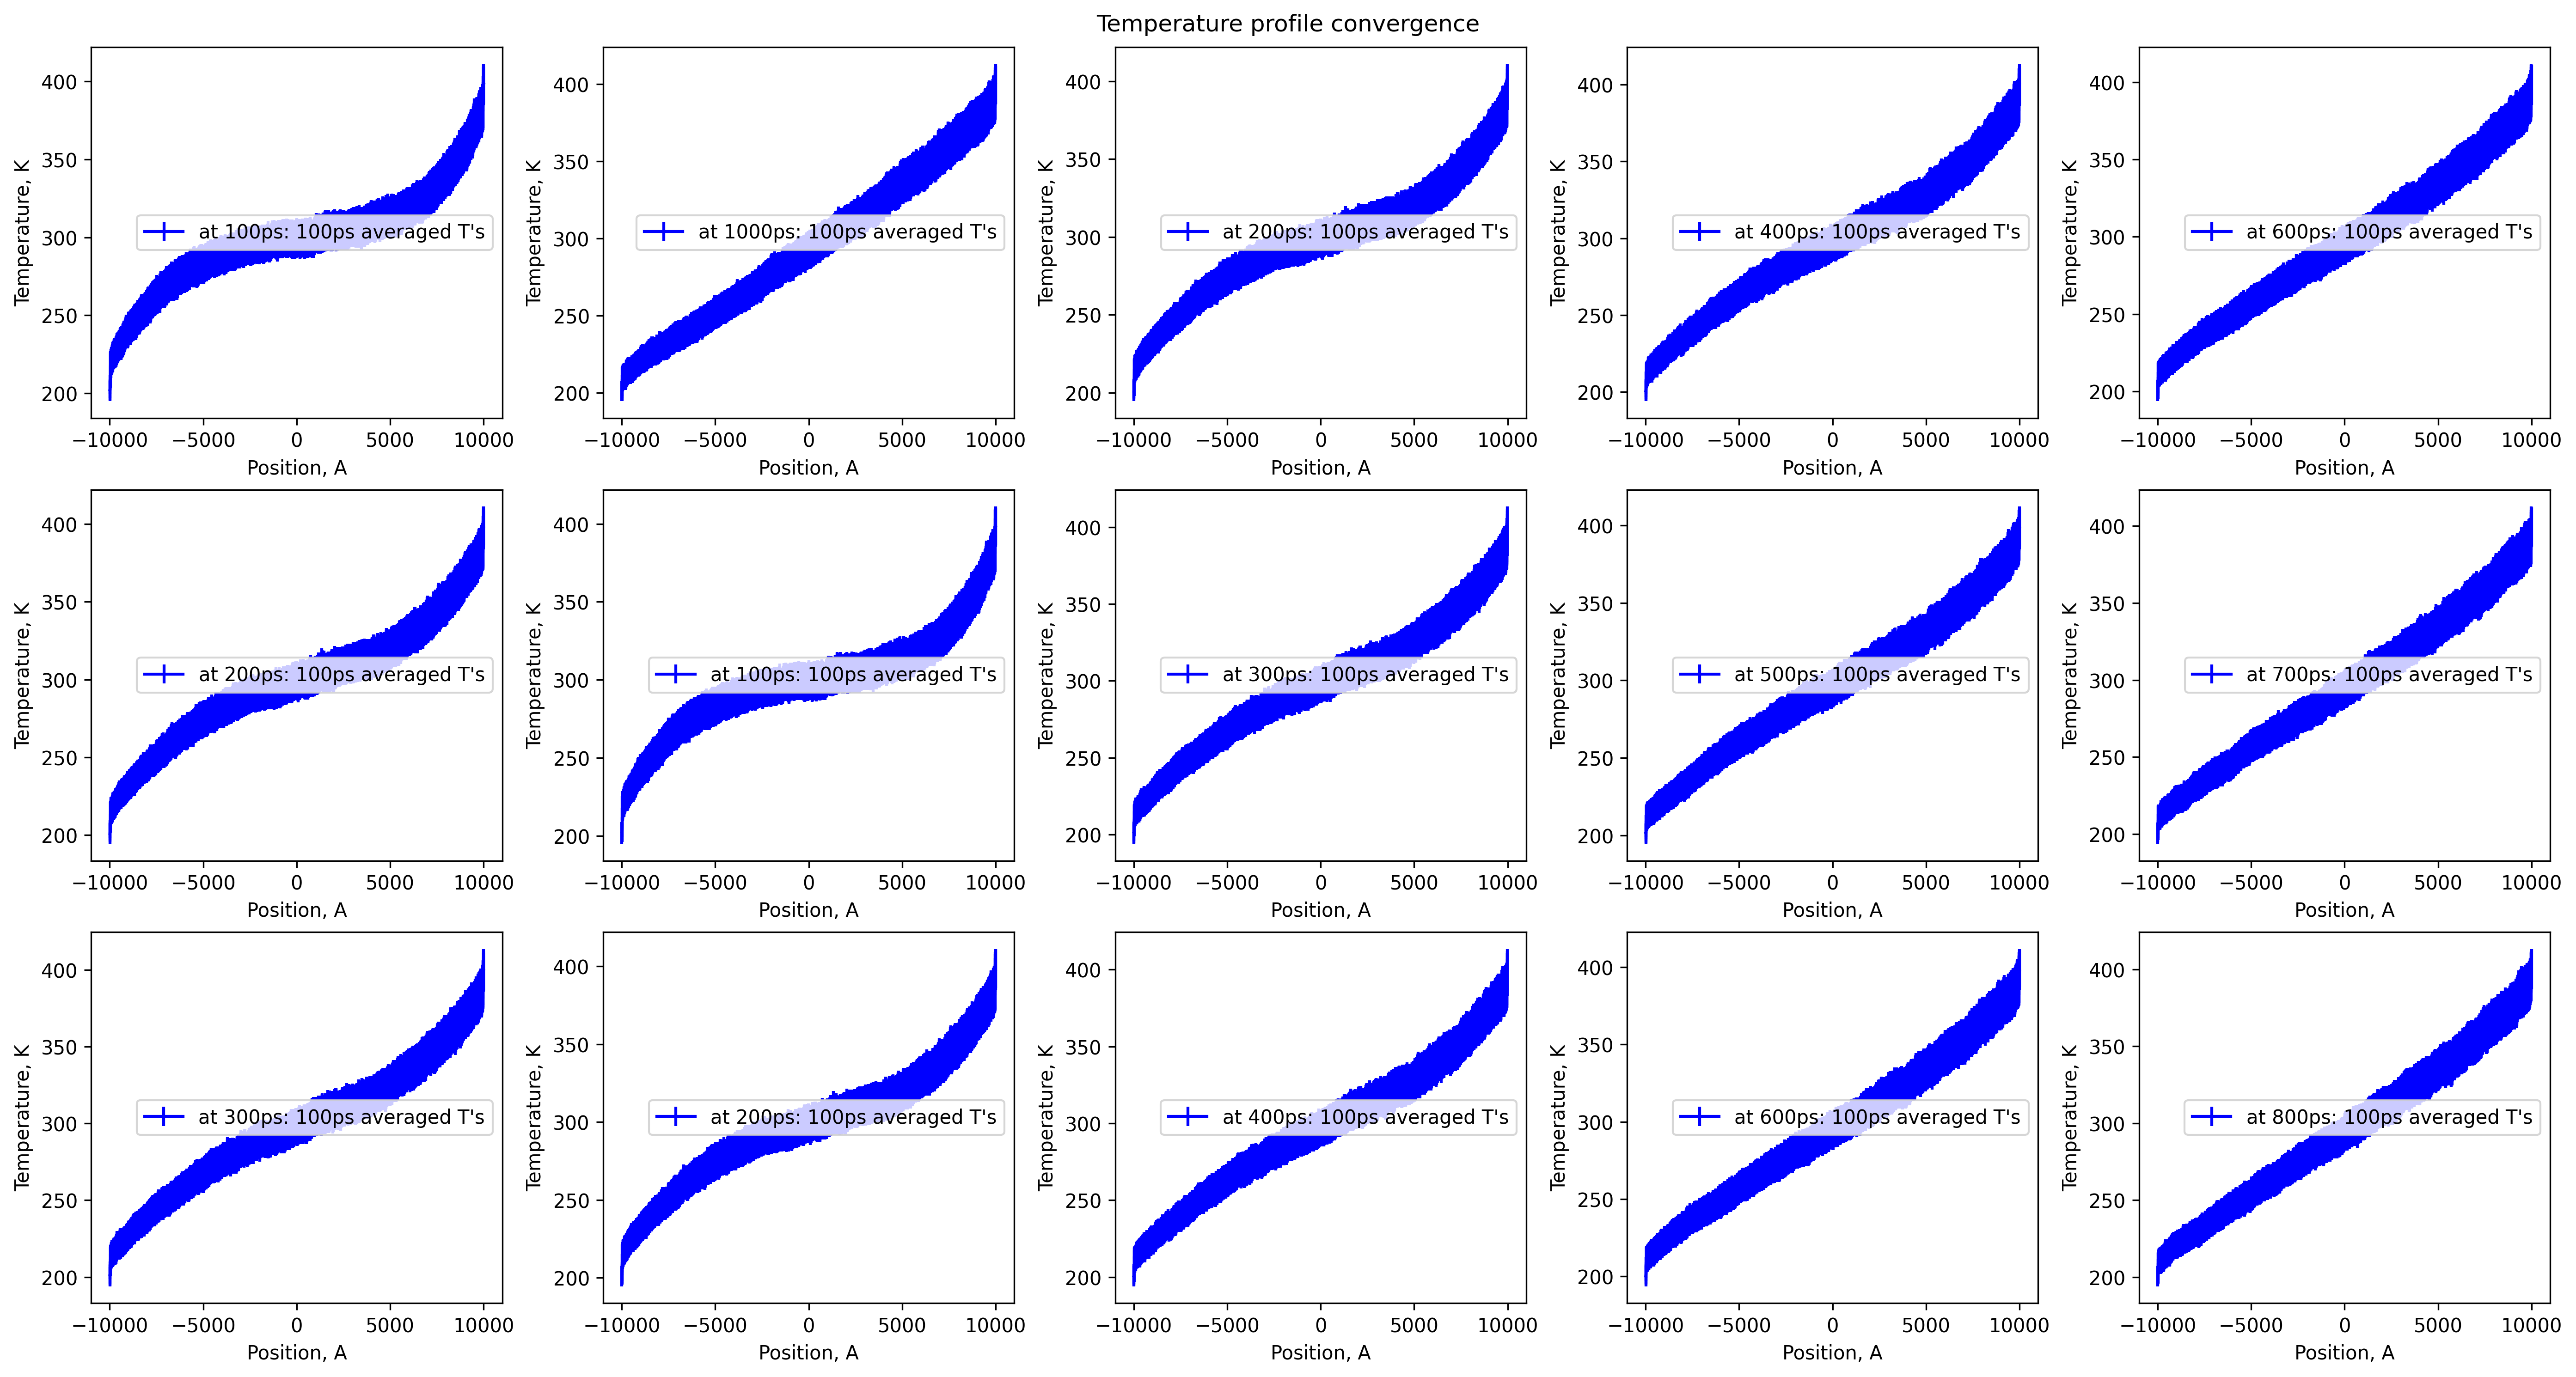 Temperature profile convergence
Temperature, K
400
350
300
250
200
at 100ps: 100ps averaged T's
−10000 −5000 0 5000 10000
Position, A
Temperature, K
400
350
300
250
200
at 1000ps: 100ps averaged T's
−10000 −5000 0 5000 10000
Position, A
Temperature, K
400
350
300
250
200
at 200ps: 100ps averaged T's
−10000 −5000 0 5000 10000
Position, A
Temperature, K
400
350
300
250
200
at 400ps: 100ps averaged T's
−10000 −5000 0 5000 10000
Position, A
Temperature, K
400
350
300
250
200
at 600ps: 100ps averaged T's
−10000 −5000 0 5000 10000
Position, A
Temperature, K
400
350
300
250
200
at 200ps: 100ps averaged T's
−10000 −5000 0 5000 10000
Position, A
Temperature, K
400
350
300
250
200
at 100ps: 100ps averaged T's
−10000 −5000 0 5000 10000
Position, A
Temperature, K
400
350
300
250
200
at 300ps: 100ps averaged T's
−10000 −5000 0 5000 10000
Position, A
Temperature, K
400
350
300
250
200
at 500ps: 100ps averaged T's
−10000 −5000 0 5000 10000
Position, A
Temperature, K
400
350
300
250
200
at 700ps: 100ps averaged T's
−10000 −5000 0 5000 10000
Position, A
Temperature, K
400
350
300
250
200
at 300ps: 100ps averaged T's
−10000 −5000 0 5000 10000
Position, A
Temperature, K
400
350
300
250
200
at 200ps: 100ps averaged T's
−10000 −5000 0 5000 10000
Position, A
Temperature, K
400
350
300
250
200
at 400ps: 100ps averaged T's
−10000 −5000 0 5000 10000
Position, A
Temperature, K
400
350
300
250
200
at 600ps: 100ps averaged T's
−10000 −5000 0 5000 10000
Position, A
Temperature, K
400
350
300
250
200
at 800ps: 100ps averaged T's
−10000 −5000 0 5000 10000
Position, A